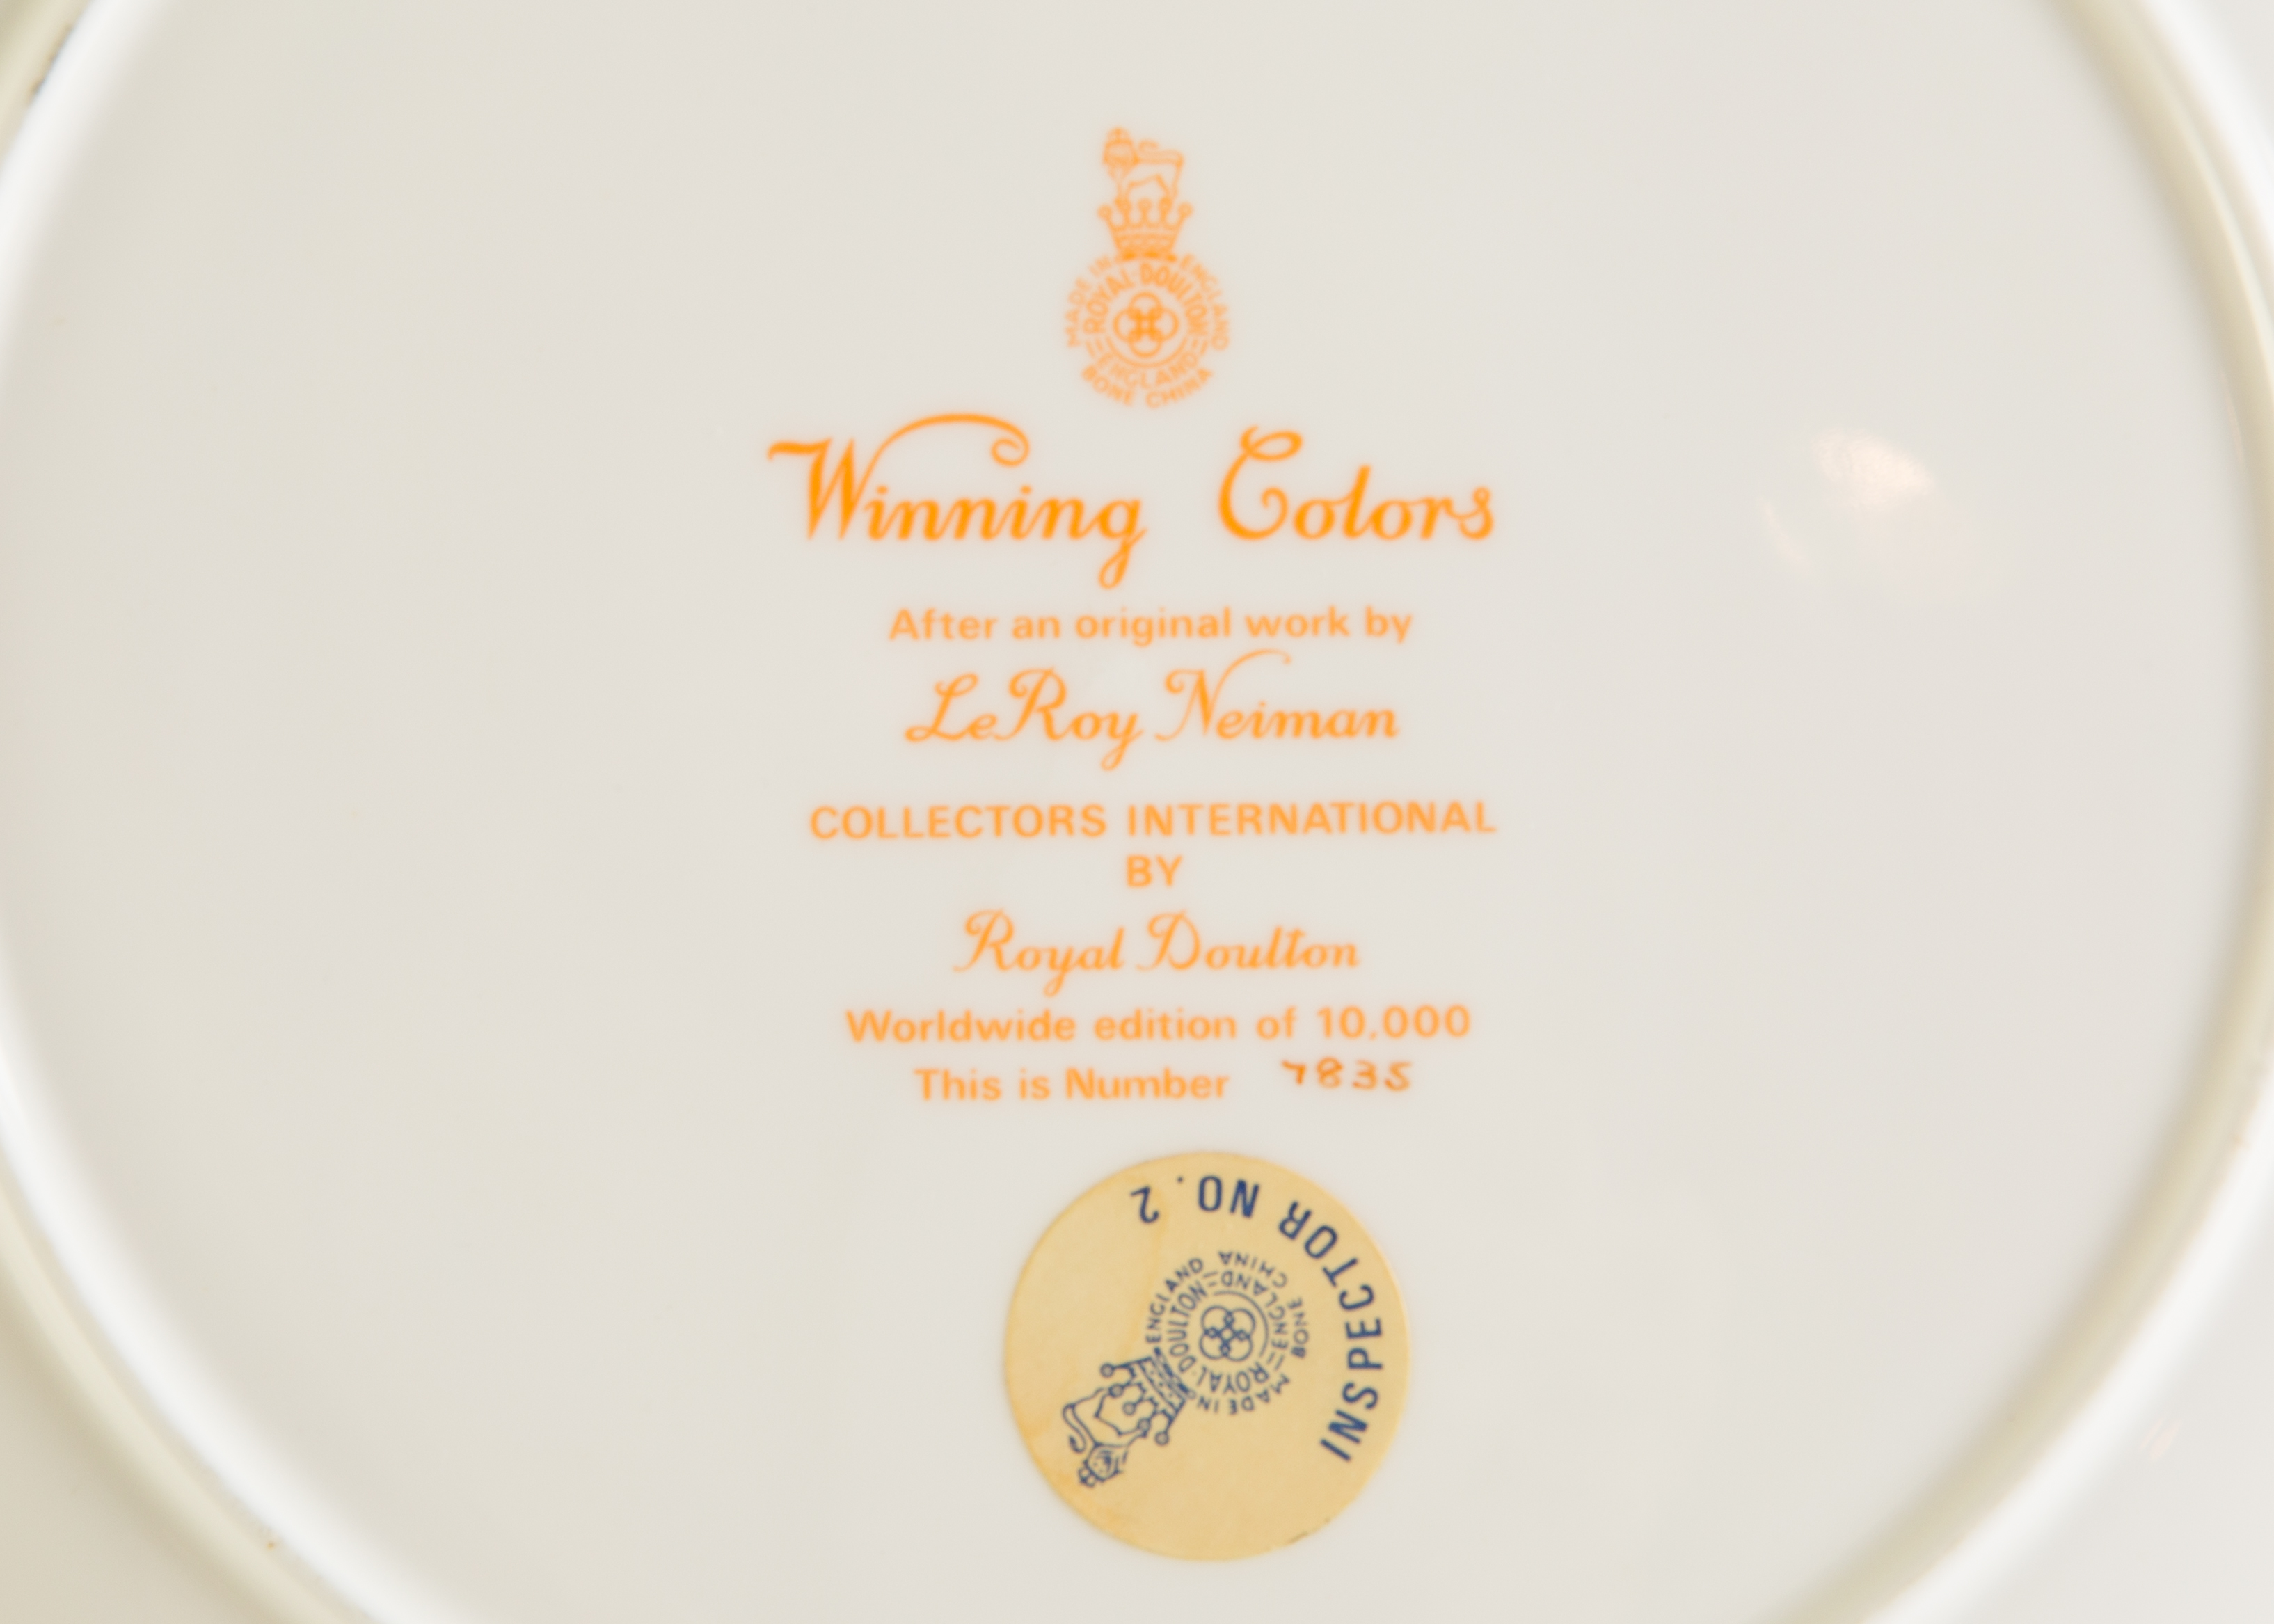 MADE IN ENGLAND
ROYAL·DOULTON
ENGLAND
BONE CHINA
Winning Colors
After an original work by
LeRoy Neiman
COLLECTORS INTERNATIONAL
BY
Royal Doulton
Worldwide edition of 10,000
This is Number 7835
INSPECTOR NO. 2
MADE IN ENGLAND
ROYAL·DOULTON
ENGLAND
BONE CHINA